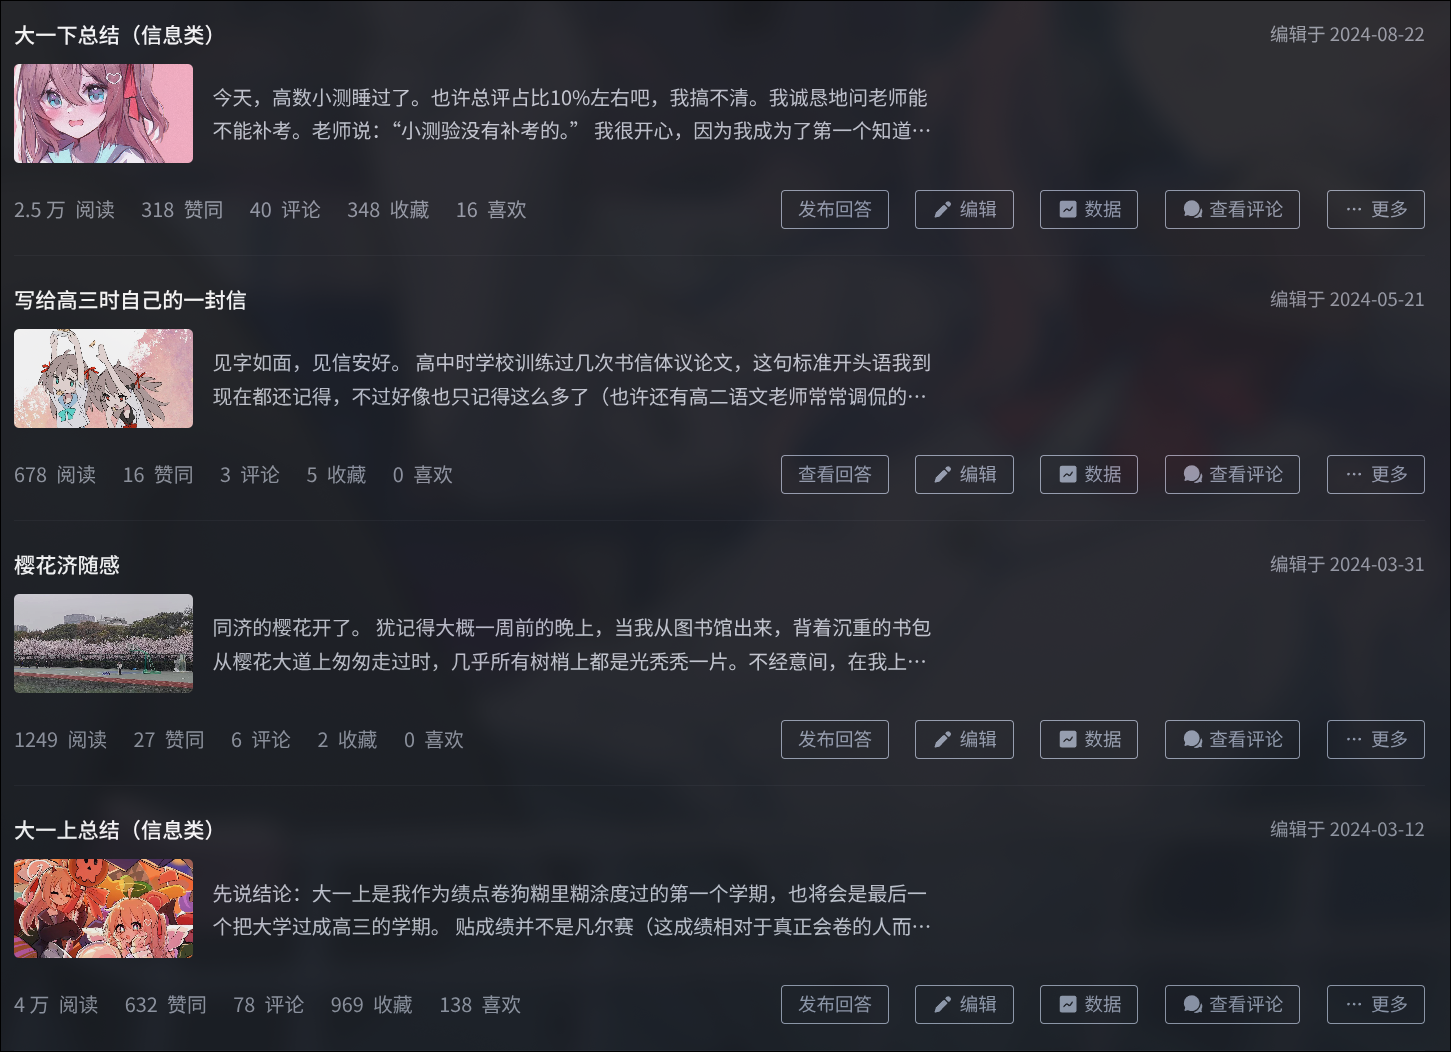 大一下总结（信息类）
编辑于 2024-08-22
今天，高数小测睡过了。也许总评占比10%左右吧，我搞不清。我诚恳地问老师能
不能补考。老师说：“小测验没有补考的。” 我很开心，因为我成为了第一个知道…
2.5 万 阅读 318 赞同 40 评论 348 收藏 16 喜欢
发布回答 编辑 数据 查看评论 更多
写给高三时自己的一封信
编辑于 2024-05-21
见字如面，见信安好。 高中时学校训练过几次书信体议论文，这句标准开头语我到
现在都还记得，不过好像也只记得这么多了（也许还有高二语文老师常常调侃的…
678 阅读 16 赞同 3 评论 5 收藏 0 喜欢
查看回答 编辑 数据 查看评论 更多
樱花济随感
编辑于 2024-03-31
同济的樱花开了。 犹记得大概一周前的晚上，当我从图书馆出来，背着沉重的书包
从樱花大道上匆匆走过时，几乎所有树梢上都是光秃秃一片。不经意间，在我上…
1249 阅读 27 赞同 6 评论 2 收藏 0 喜欢
发布回答 编辑 数据 查看评论 更多
大一上总结（信息类）
编辑于 2024-03-12
先说结论：大一上是我作为绩点卷狗糊里糊涂度过的第一个学期，也将会是最后一
个把大学过成高三的学期。 贴成绩并不是凡尔赛（这成绩相对于真正会卷的人而…
4 万 阅读 632 赞同 78 评论 969 收藏 138 喜欢
发布回答 编辑 数据 查看评论 更多